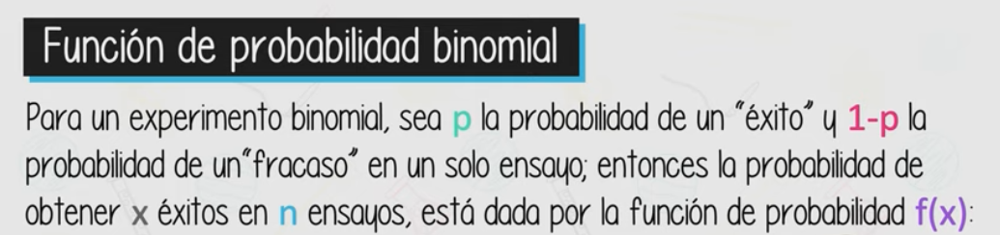 Función de probabilidad binomial
Para un experimento binomial, sea p la probabilidad de un “éxito” y 1-p la
probabilidad de un “fracaso” en un solo ensayo; entonces la probabilidad de
obtener x éxitos en n ensayos, está dada por la función de probabilidad f(x):